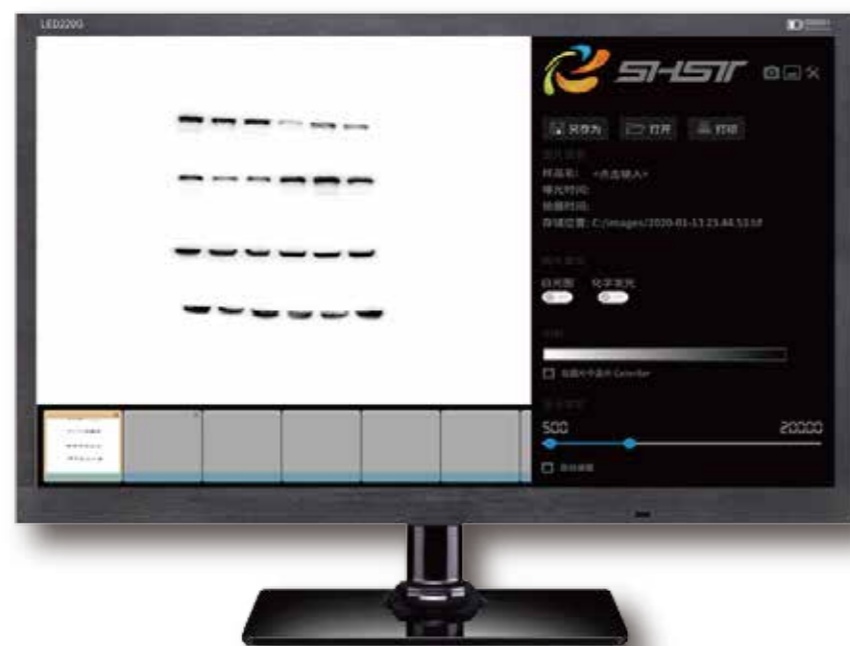 LED220G
SHST
另存为 打开 打印
样品名: <点击输入>
曝光时间:
拍摄时间:
存储位置: C:/images/2020-01-13 23.44.53.tif
白光图 化学发光
500 20000